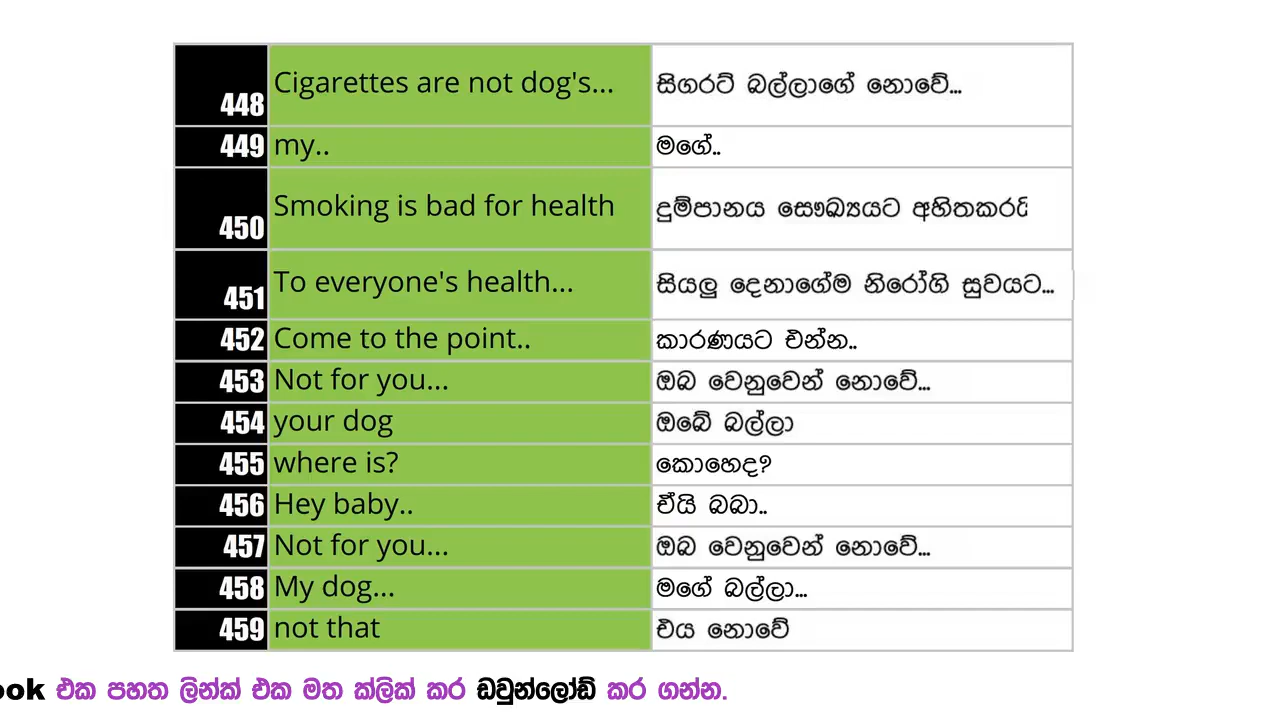 448 Cigarettes are not dog's... සිගරට් බල්ලාගේ නොවේ...
449 my.. මගේ..
450 Smoking is bad for health දුම්පානය සෞඛ්‍යයට අහිතකරයි
451 To everyone's health... සියලු දෙනාගේම නිරෝගි සුවයට...
452 Come to the point.. කාරණයට එන්න..
453 Not for you... ඔබ වෙනුවෙන් නොවේ...
454 your dog ඔබේ බල්ලා
455 where is? කොහෙද?
456 Hey baby.. ඒයි බබා..
457 Not for you... ඔබ වෙනුවෙන් නොවේ...
458 My dog... මගේ බල්ලා...
459 not that එය නොවේ
ook එක පහත ලින්ක් එක මත ක්ලික් කර ඩවුන්ලෝඩ් කර ගන්න.